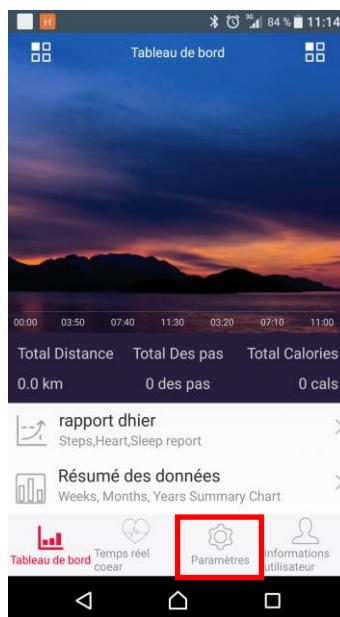 H 3G 84 % 11:14
Tableau de bord
00:00 03:50 07:40 11:30 03:20 07:10 11:00
Total Distance Total Des pas Total Calories
0.0 km 0 des pas 0 cals
rapport dhier
Steps,Heart,Sleep report
Résumé des données
Weeks, Months, Years Summary Chart
Tableau de bord
Temps réel
coear
Paramètres
Informations
utilisateur